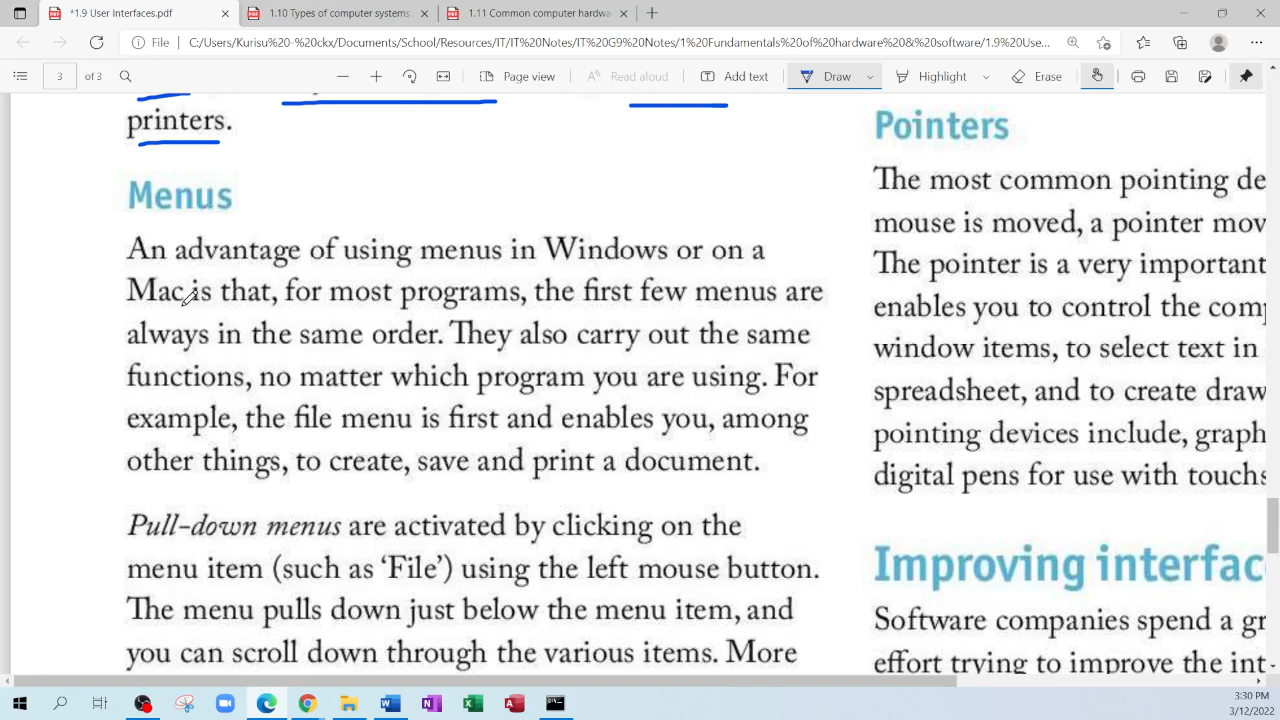 *1.9 User Interfaces.pdf
1.10 Types of computer systems
1.11 Common computer hardwa
File
C:/Users/Kurisu%20-%20ckx/Documents/School/Resources/IT/IT%20Notes/IT%20G9%20Notes/1%20Fundamentals%20of%20hardware%20&%20software/1.9%20Use...
3 of 3
Page view
Read aloud
Add text
Draw
Highlight
Erase
printers.
Menus
An advantage of using menus in Windows or on a
Mac is that, for most programs, the first few menus are
always in the same order. They also carry out the same
functions, no matter which program you are using. For
example, the file menu is first and enables you, among
other things, to create, save and print a document.
Pull-down menus are activated by clicking on the
menu item (such as ‘File’) using the left mouse button.
The menu pulls down just below the menu item, and
you can scroll down through the various items. More
Pointers
The most common pointing de
mouse is moved, a pointer mov
The pointer is a very important
enables you to control the com
window items, to select text in
spreadsheet, and to create draw
pointing devices include, graph
digital pens for use with touchs
Improving interfac
Software companies spend a gr
effort trying to improve the int
3:30 PM
3/12/2022